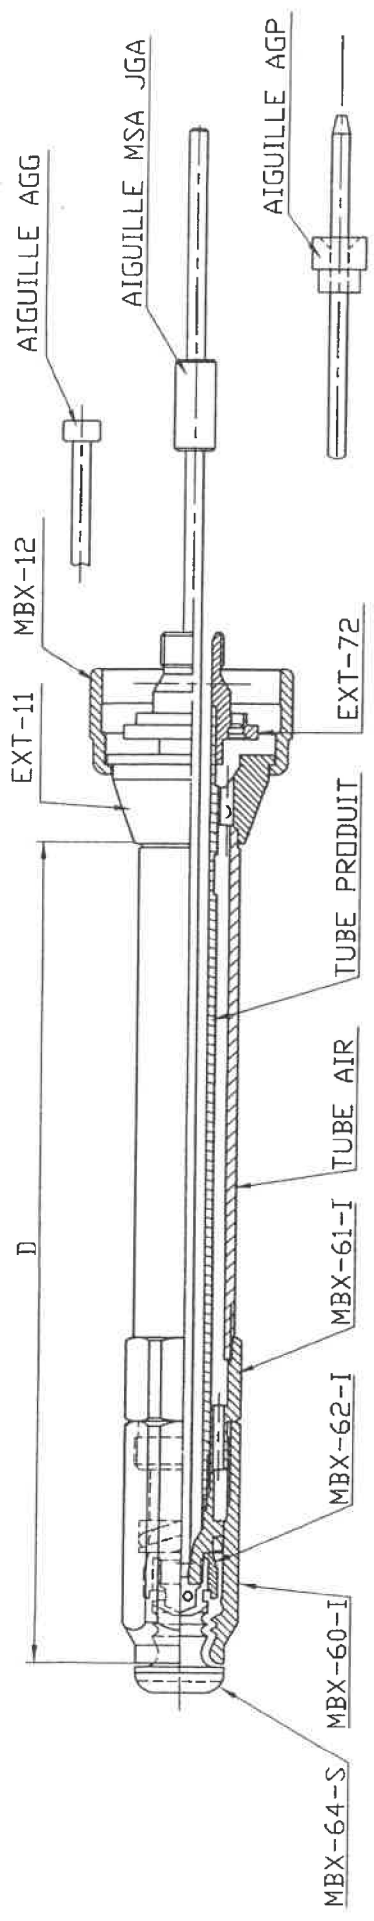 AIGUILLE AGG
AIGUILLE MSA JGA
AIGUILLE AGP
MBX-12
EXT-11
EXT-72
D
TUBE PRODUIT
TUBE AIR
MBX-61-I
MBX-62-I
MBX-60-I
MBX-64-S